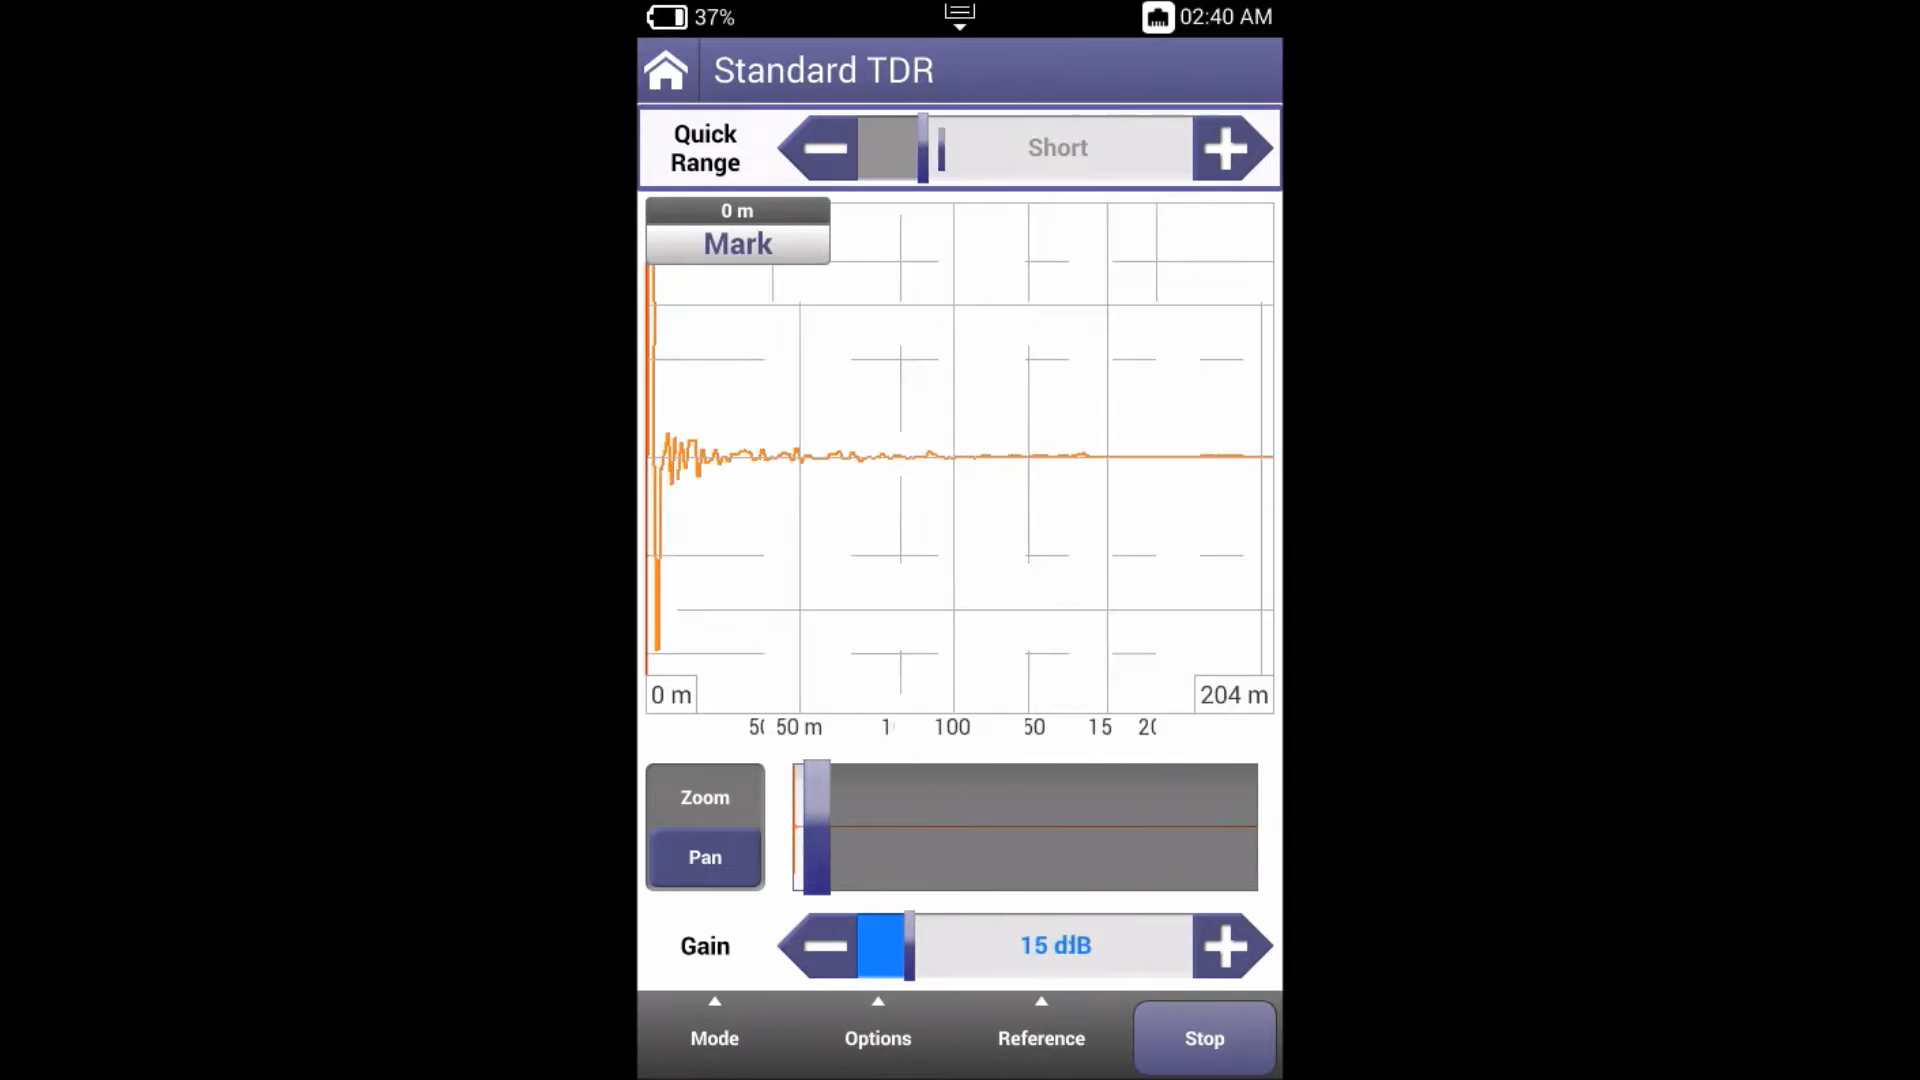 37%
02:40 AM
Standard TDR
Quick
Range
Short
0 m
Mark
0 m
204 m
50 m
100
15
Zoom
Pan
Gain
15 dB
Mode
Options
Reference
Stop